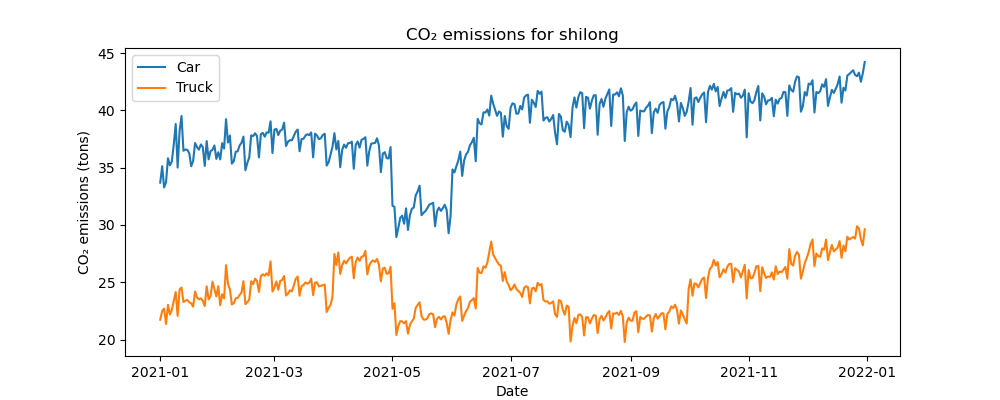 CO₂ emissions for shilong
Car
Truck
CO₂ emissions (tons)
45
40
35
30
25
20
2021-01 2021-03 2021-05 2021-07 2021-09 2021-11 2022-01
Date